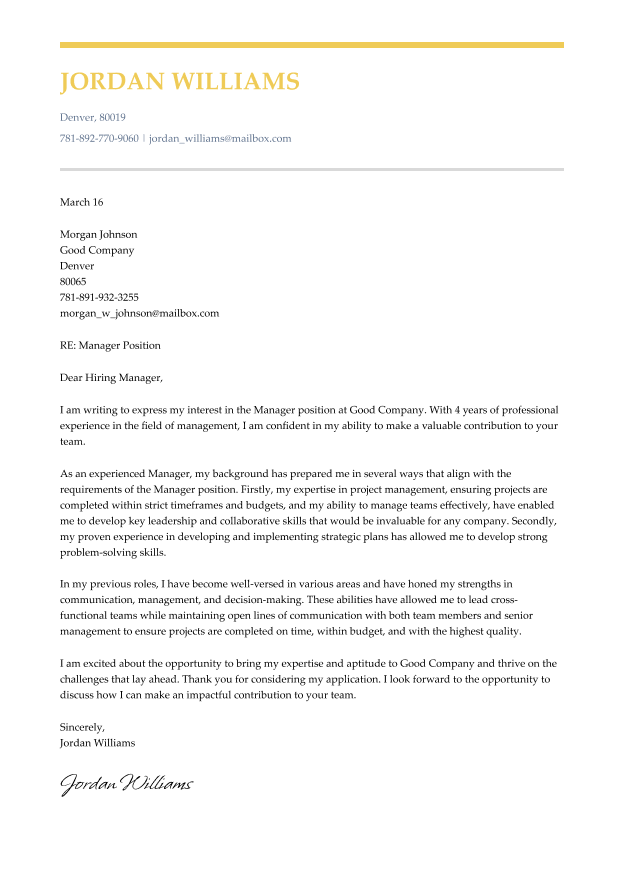 JORDAN WILLIAMS
Denver, 80019
781-892-770-9060 | jordan_williams@mailbox.com
March 16
Morgan Johnson
Good Company
Denver
80065
781-891-932-3255
morgan_w_johnson@mailbox.com
RE: Manager Position
Dear Hiring Manager,
I am writing to express my interest in the Manager position at Good Company. With 4 years of professional
experience in the field of management, I am confident in my ability to make a valuable contribution to your
team.
As an experienced Manager, my background has prepared me in several ways that align with the
requirements of the Manager position. Firstly, my expertise in project management, ensuring projects are
completed within strict timeframes and budgets, and my ability to manage teams effectively, have enabled
me to develop key leadership and collaborative skills that would be invaluable for any company. Secondly,
my proven experience in developing and implementing strategic plans has allowed me to develop strong
problem-solving skills.
In my previous roles, I have become well-versed in various areas and have honed my strengths in
communication, management, and decision-making. These abilities have allowed me to lead cross-
functional teams while maintaining open lines of communication with both team members and senior
management to ensure projects are completed on time, within budget, and with the highest quality.
I am excited about the opportunity to bring my expertise and aptitude to Good Company and thrive on the
challenges that lay ahead. Thank you for considering my application. I look forward to the opportunity to
discuss how I can make an impactful contribution to your team.
Sincerely,
Jordan Williams
Jordan Williams